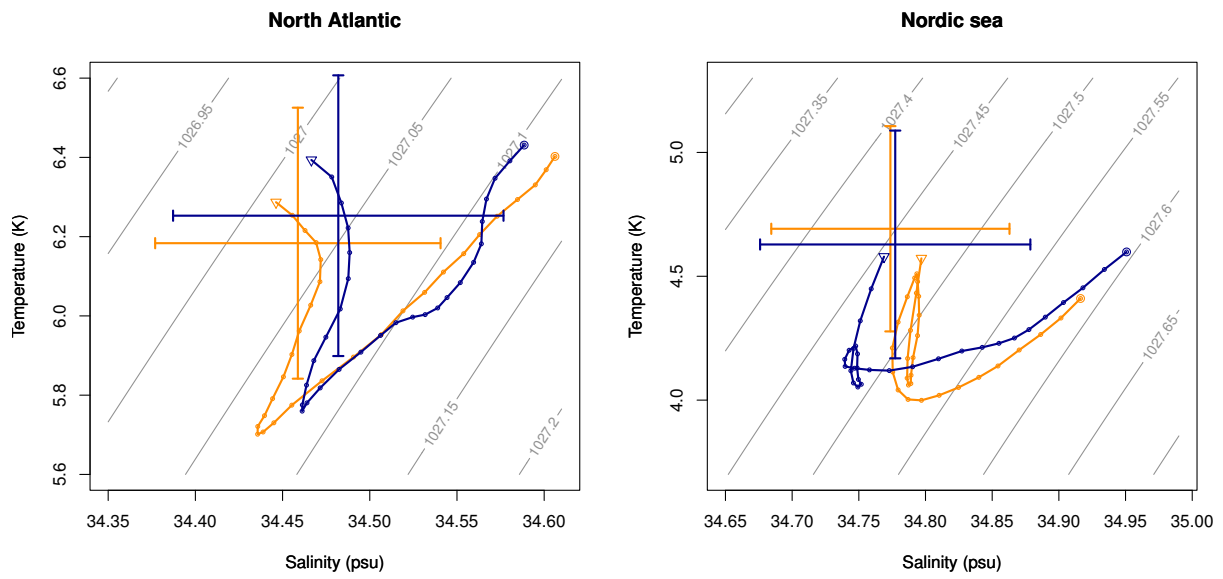 North Atlantic
6.6
6.4
6.2
6.0
5.8
5.6
Temperature (K)
1026.95
1027
1027.05
1027.1
1027.15
1027.2
34.35 34.40 34.45 34.50 34.55 34.60
Salinity (psu)
Nordic sea
5.0
4.5
4.0
Temperature (K)
1027.35
1027.4
1027.45
1027.5
1027.55
1027.6
1027.65
34.65 34.70 34.75 34.80 34.85 34.90 34.95 35.00
Salinity (psu)